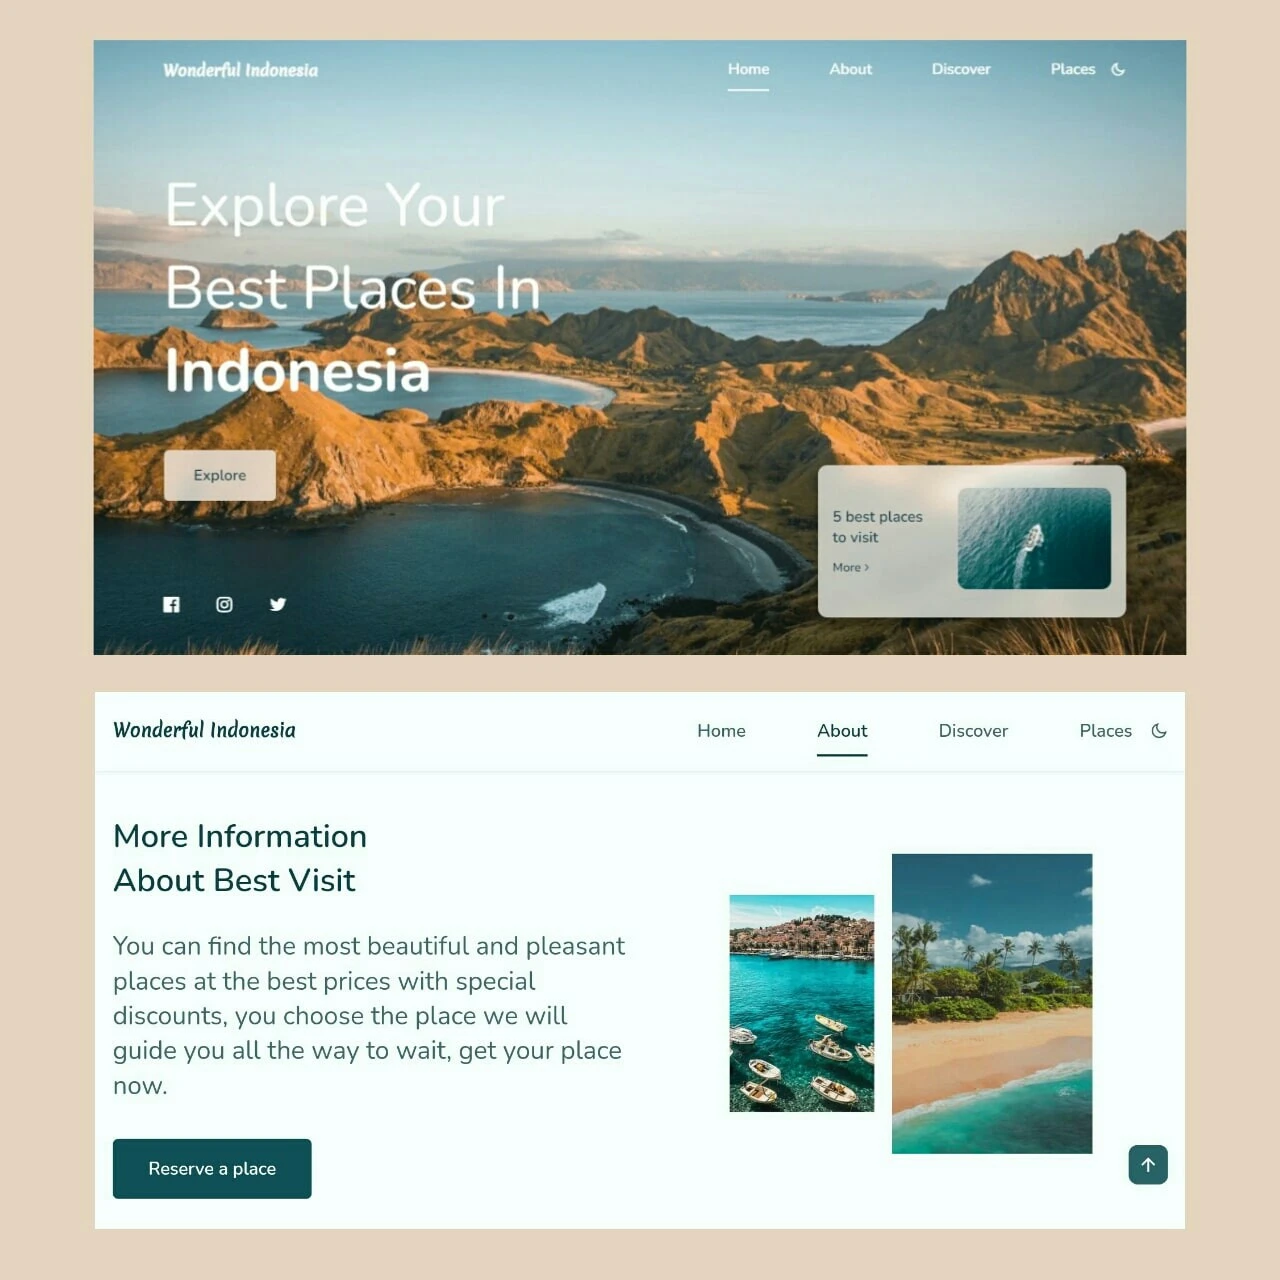 Wonderful Indonesia
Home About Discover Places
Explore Your
Best Places In
Indonesia
Explore
5 best places
to visit
More >
Wonderful Indonesia
Home About Discover Places
More Information
About Best Visit
You can find the most beautiful and pleasant
places at the best prices with special
discounts, you choose the place we will
guide you all the way to wait, get your place
now.
Reserve a place